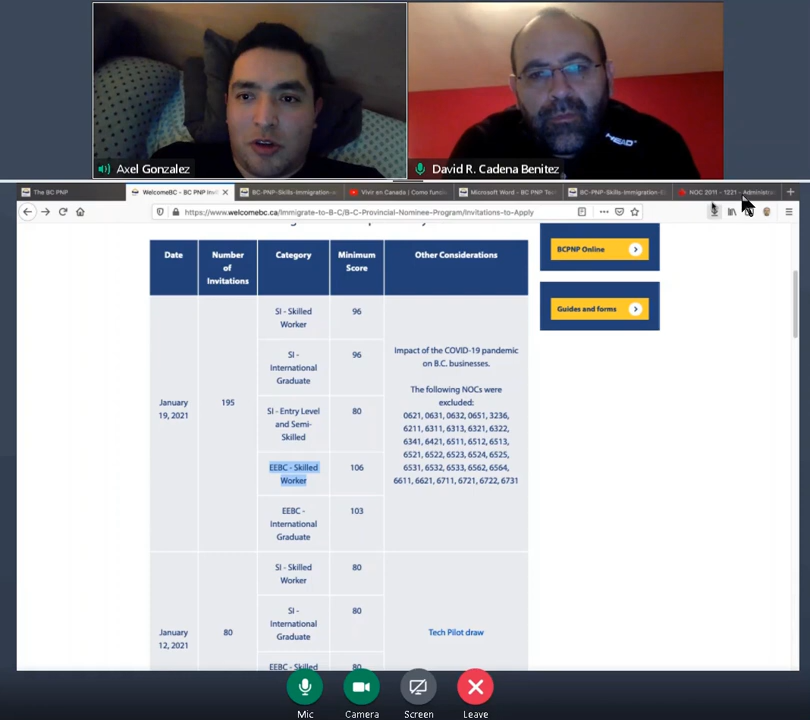 Axel Gonzalez
David R. Cadena Benitez
HEAD
The BC PNP
WelcomeBC - BC PNP Invi
BC-PNP-Skills-Immigration-
Vivir en Canada | Como func
Microsoft Word - BC PNP Tec
BC-PNP-Skills-Immigration-E
NOC 2011 - 1221 - Administra
https://www.welcomebc.ca/Immigrate-to-B-C/B-C-Provincial-Nominee-Program/Invitations-to-Apply
Date
Number
of
Invitations
Category
Minimum
Score
Other Considerations
January
19, 2021
195
SI - Skilled
Worker
96
SI -
International
Graduate
96
SI - Entry Level
and Semi-
Skilled
80
EEBC - Skilled
Worker
106
EEBC -
International
Graduate
103
Impact of the COVID-19 pandemic
on B.C. businesses.
The following NOCs were
excluded:
0621, 0631, 0632, 0651, 3236,
6211, 6311, 6313, 6321, 6322,
6341, 6421, 6511, 6512, 6513,
6521, 6522, 6523, 6524, 6525,
6531, 6532, 6533, 6562, 6564,
6611, 6621, 6711, 6721, 6722, 6731
January
12, 2021
80
SI - Skilled
Worker
80
SI -
International
Graduate
80
EEBC - Skilled
80
Tech Pilot draw
BCPNP Online
Guides and forms
Mic
Camera
Screen
Leave